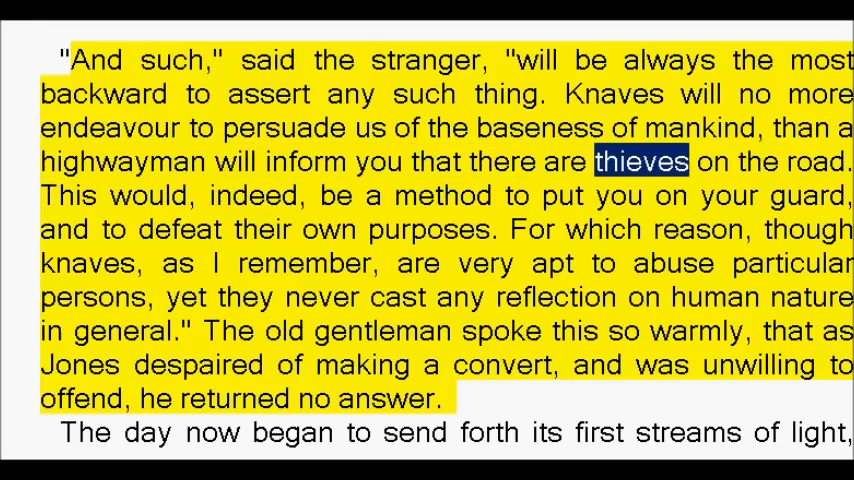 "And such," said the stranger, "will be always the most
backward to assert any such thing. Knaves will no more
endeavour to persuade us of the baseness of mankind, than a
highwayman will inform you that there are thieves on the road.
This would, indeed, be a method to put you on your guard,
and to defeat their own purposes. For which reason, though
knaves, as I remember, are very apt to abuse particular
persons, yet they never cast any reflection on human nature
in general." The old gentleman spoke this so warmly, that as
Jones despaired of making a convert, and was unwilling to
offend, he returned no answer.
The day now began to send forth its first streams of light,